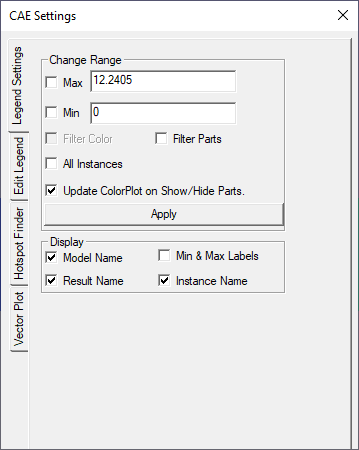 CAE Settings
Legend Settings
Edit Legend
Hotspot Finder
Vector Plot
Change Range
Max 12.2405
Min 0
Filter Color Filter Parts
All Instances
Update ColorPlot on Show/Hide Parts.
Apply
Display
Model Name Min & Max Labels
Result Name Instance Name